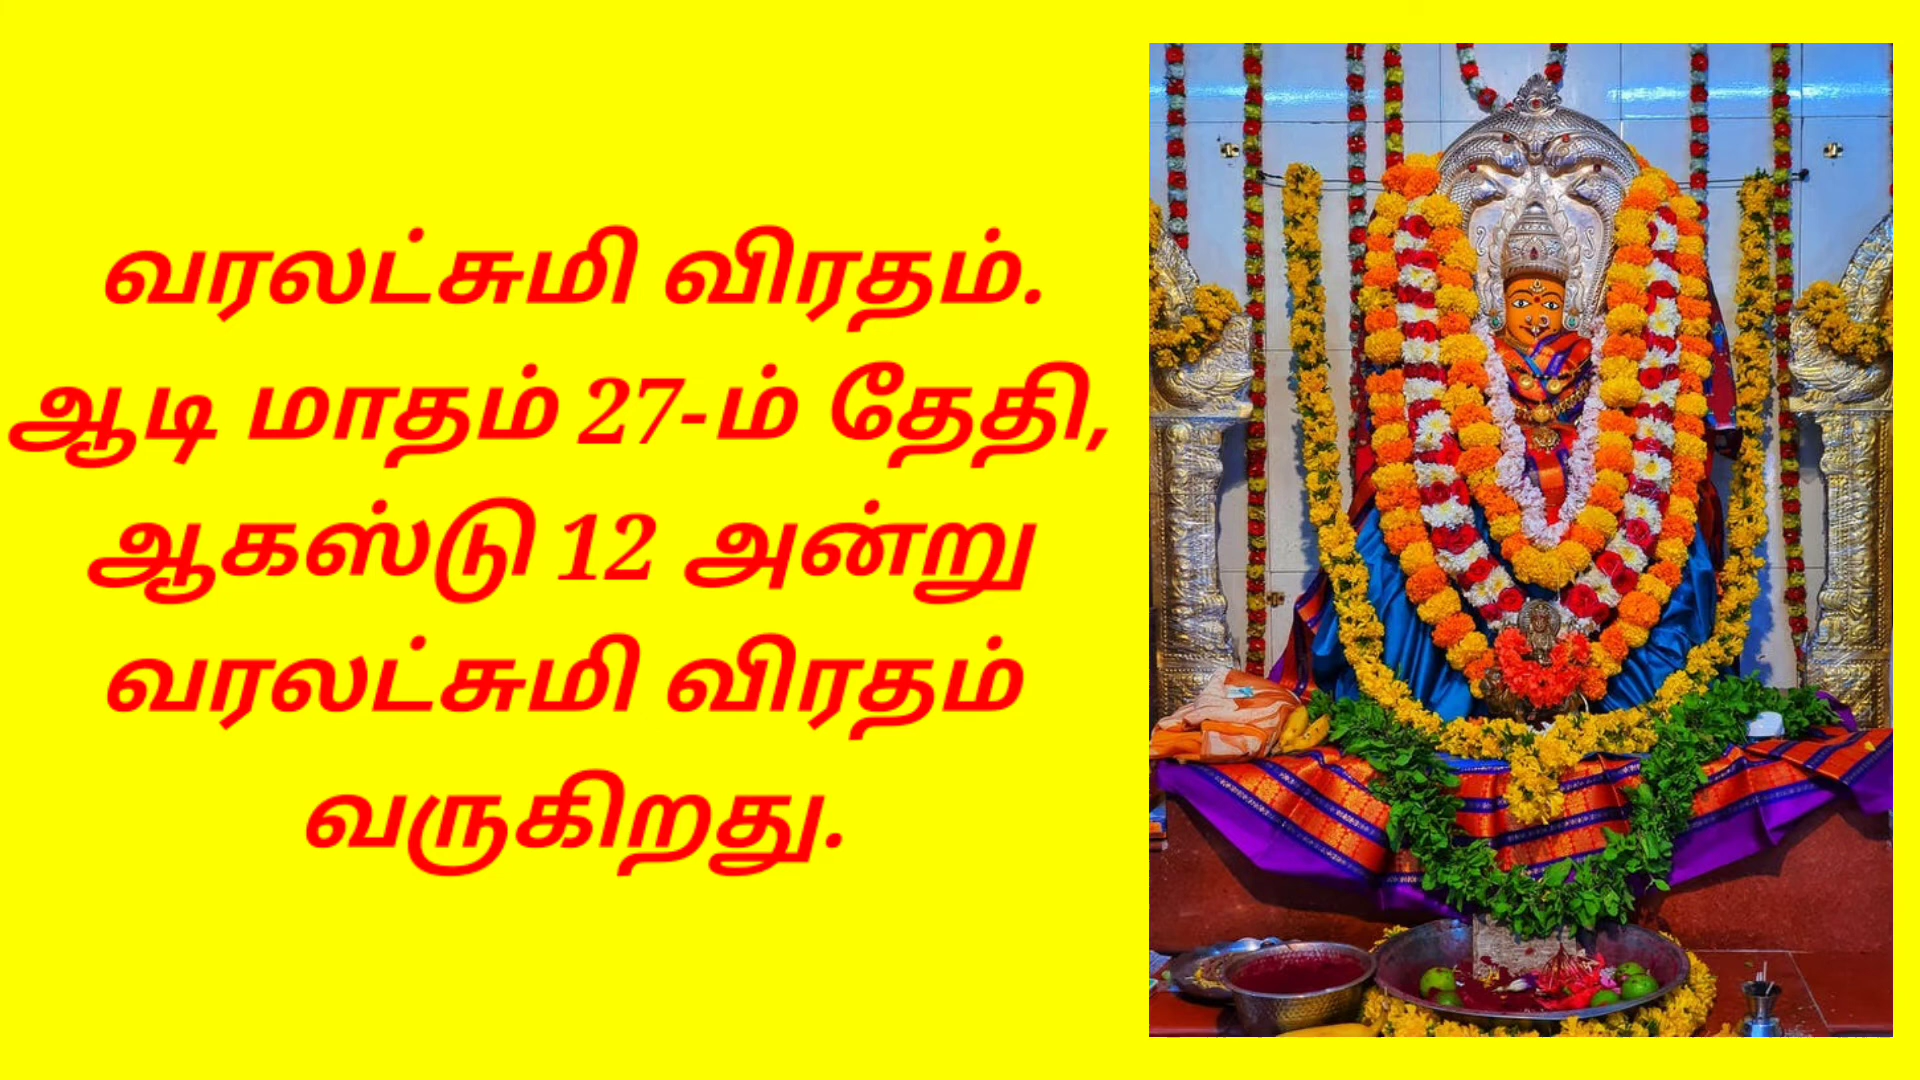 வரலட்சுமி விரதம்.
ஆடி மாதம் 27-ம் தேதி,
ஆகஸ்டு 12 அன்று
வரலட்சுமி விரதம்
வருகிறது.